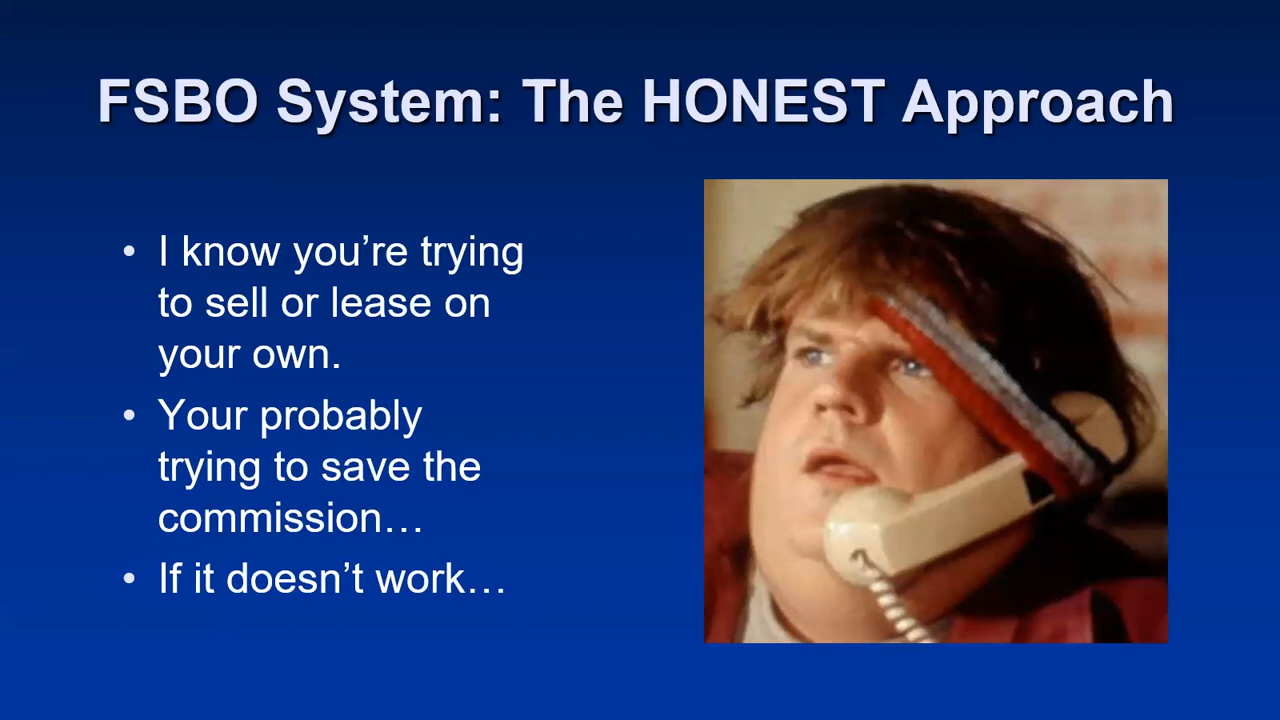 FSBO System: The HONEST Approach
• I know you’re trying
to sell or lease on
your own.
• Your probably
trying to save the
commission…
• If it doesn’t work…